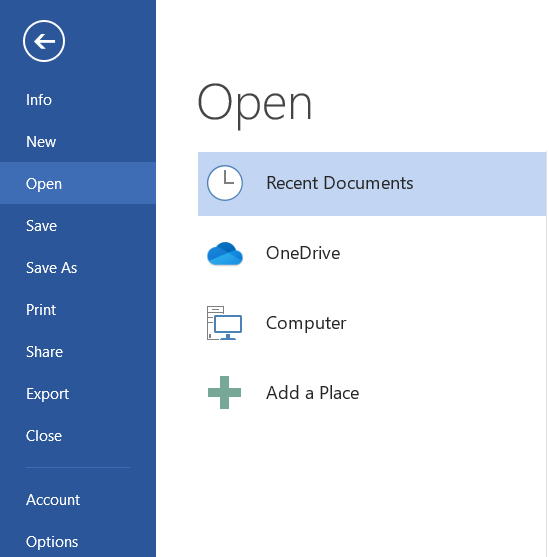 Info
New
Open
Save
Save As
Print
Share
Export
Close
Account
Options
Open
Recent Documents
OneDrive
Computer
Add a Place